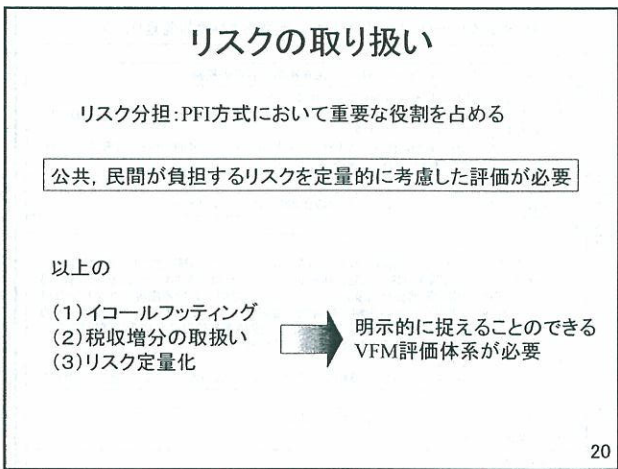 リスクの取り扱い
リスク分担:PFI方式において重要な役割を占める
公共，民間が負担するリスクを定量的に考慮した評価が必要
以上の
(1)イコールフッティング
(2)税収増分の取扱い
(3)リスク定量化
明示的に捉えることのできる
VFM評価体系が必要
20